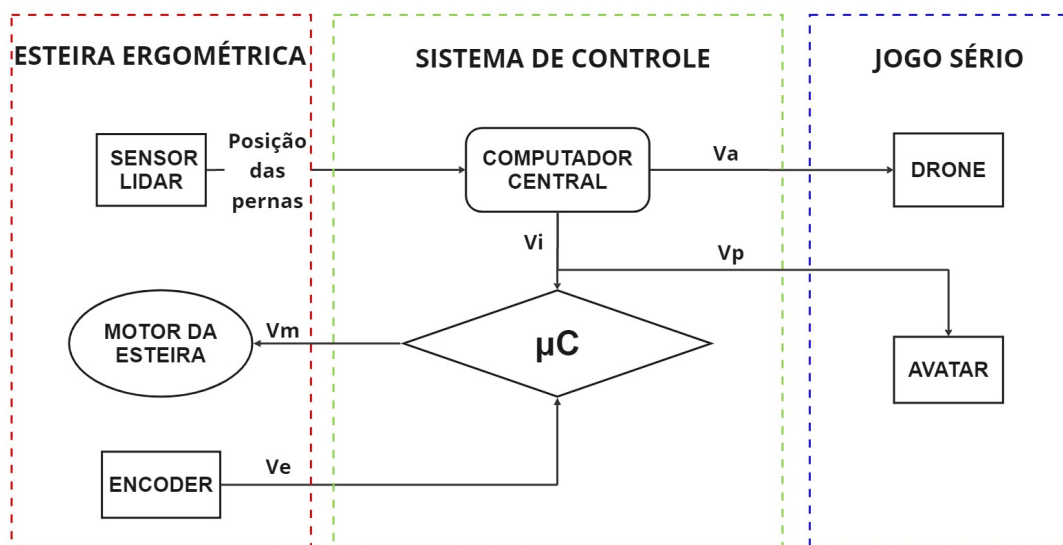 ESTEIRA ERGOMÉTRICA
SISTEMA DE CONTROLE
JOGO SÉRIO
SENSOR
LIDAR
Posição
das
pernas
COMPUTADOR
CENTRAL
Va
DRONE
Vi
Vp
MOTOR DA
ESTEIRA
Vm
µC
AVATAR
ENCODER
Ve